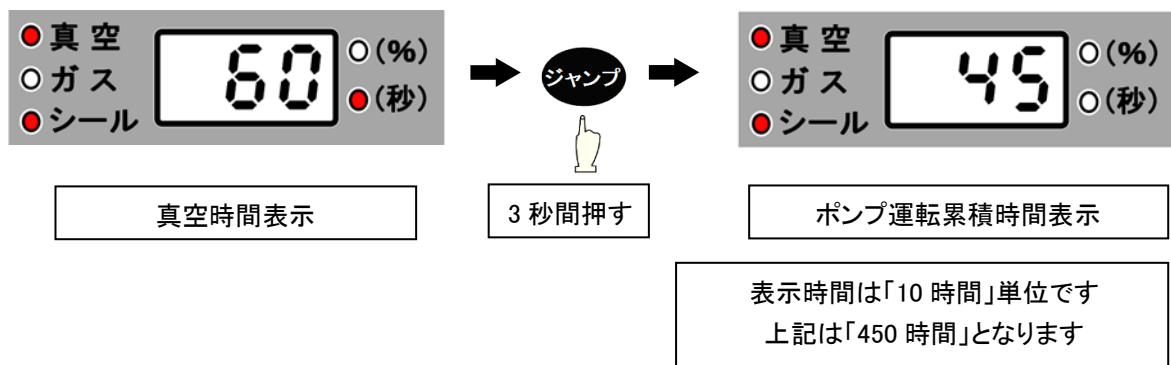 真空
ガス
シール
60
(%)
(秒)
ジャンプ
真空
ガス
シール
45
(%)
(秒)
真空時間表示
3 秒間押す
ポンプ運転累積時間表示
表示時間は「10 時間」単位です
上記は「450 時間」となります